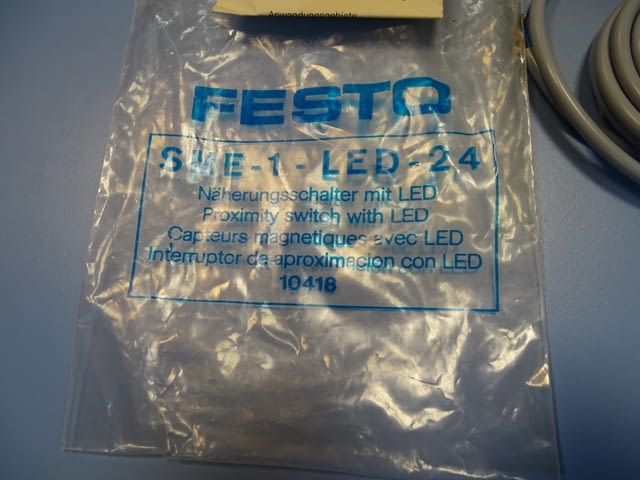 Anwendungsgebiete
FESTO
SME-1-LED-24
Näherungsschalter mit LED
Proximity switch with LED
Capteurs magnetiques avec LED
Interruptor de aproximacion con LED
10418